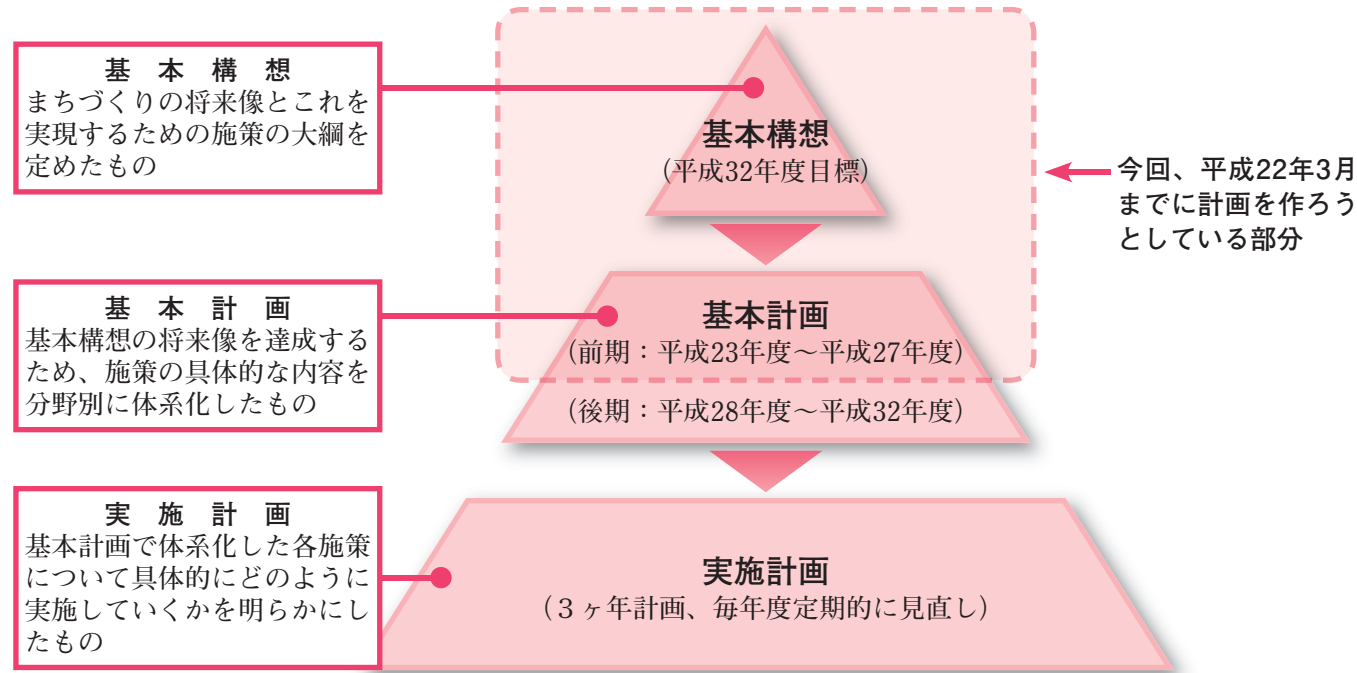 基本構想
まちづくりの将来像とこれを
実現するための施策の大綱を
定めたもの
基本構想
（平成32年度目標）
今回、平成22年3月
までに計画を作ろう
としている部分
基本計画
基本構想の将来像を達成する
ため、施策の具体的な内容を
分野別に体系化したもの
基本計画
（前期：平成23年度～平成27年度）
（後期：平成28年度～平成32年度）
実施計画
基本計画で体系化した各施策
について具体的にどのように
実施していくかを明らかにし
たもの
実施計画
（３ヶ年計画、毎年度定期的に見直し）